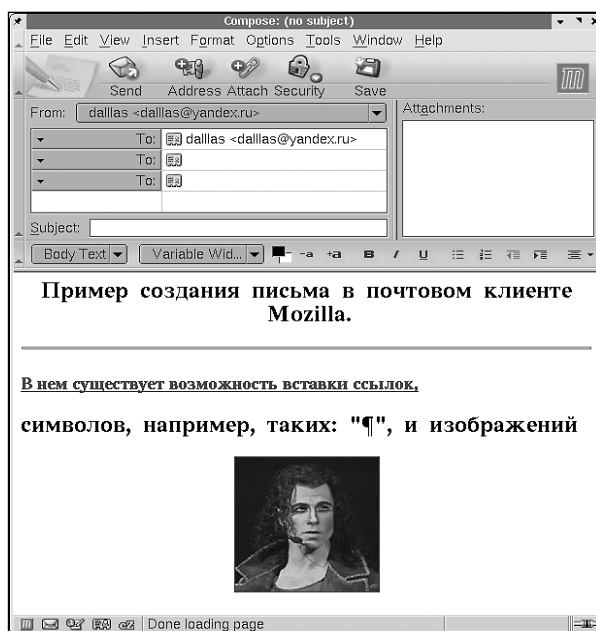 Compose: (no subject)
File Edit View Insert Format Options Tools Window Help
Send Address Attach Security Save
From: dalllas <dalllas@yandex.ru>
Attachments:
To: dalllas <dalllas@yandex.ru>
To:
To:
Subject:
Body Text Variable Wid... -a +a B I U
Пример создания письма в почтовом клиенте
Mozilla.
В нем существует возможность вставки ссылок,
символов, например, таких: "¶", и изображений
Done loading page